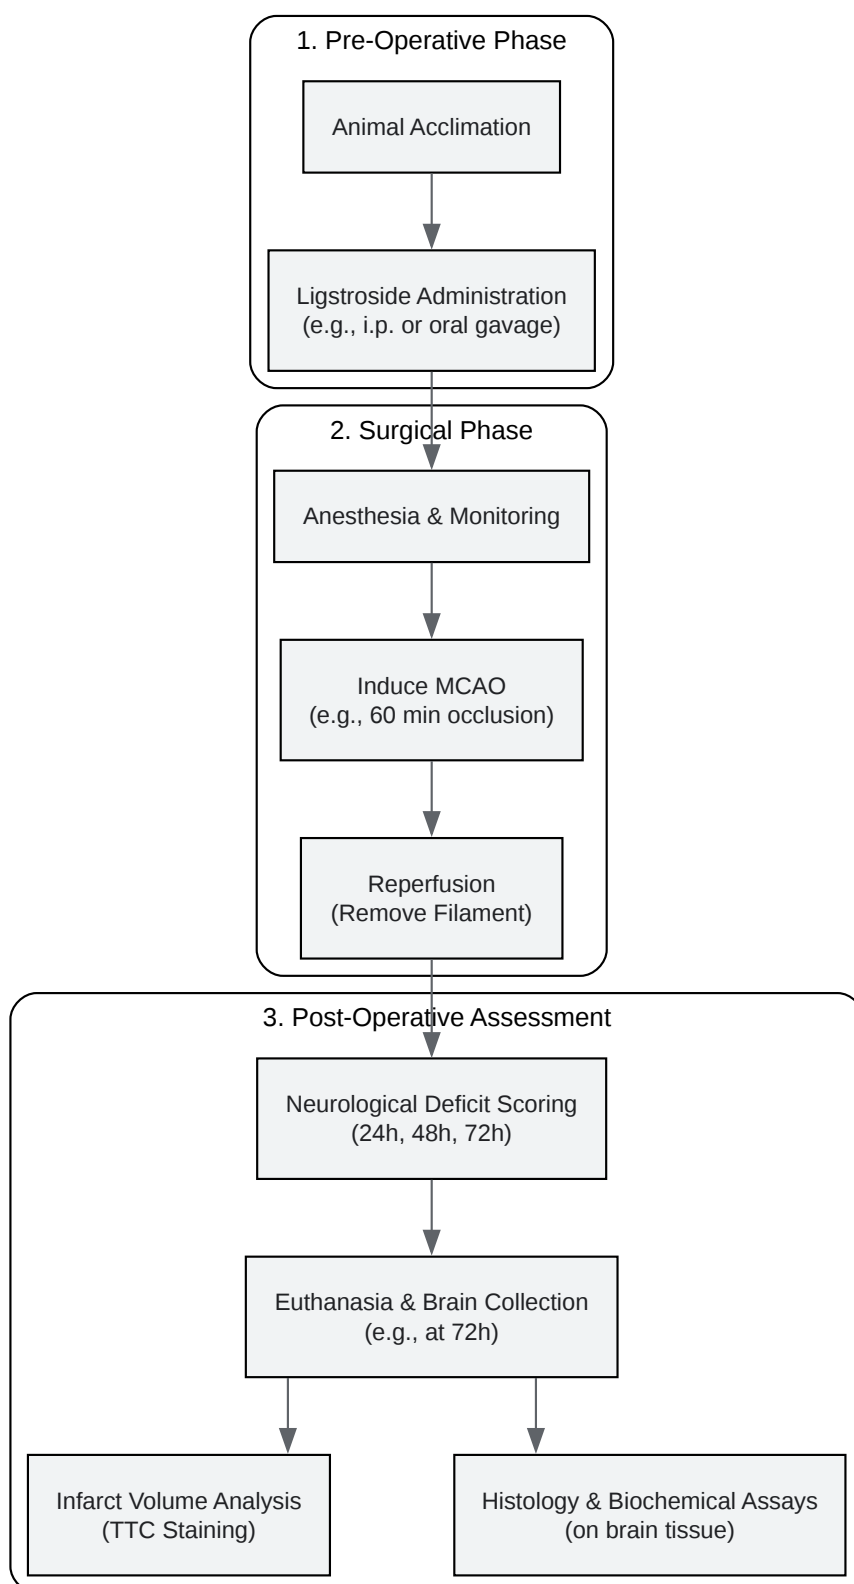 1. Pre-Operative Phase
Animal Acclimation
Ligstroside Administration
(e.g., i.p. or oral gavage)
2. Surgical Phase
Anesthesia & Monitoring
Induce MCAO
(e.g., 60 min occlusion)
Reperfusion
(Remove Filament)
3. Post-Operative Assessment
Neurological Deficit Scoring
(24h, 48h, 72h)
Euthanasia & Brain Collection
(e.g., at 72h)
Infarct Volume Analysis
(TTC Staining)
Histology & Biochemical Assays
(on brain tissue)